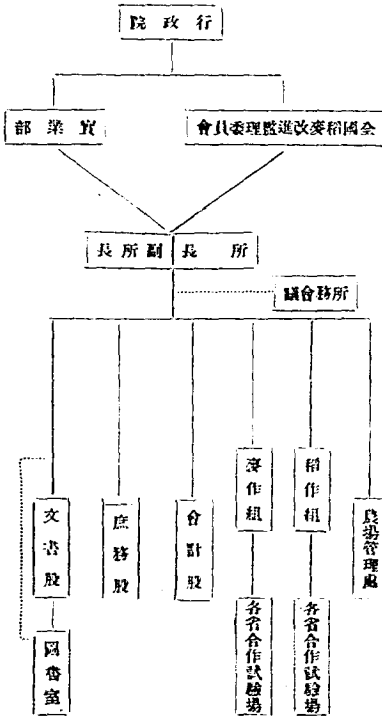 行政院
全國稻麥改進監理委員會
實業部
所長
副所長
所務會議
農場管理處
稻作組
各省合作試驗場
麥作組
各省合作試驗場
會計股
庶務股
文書股
圖書室